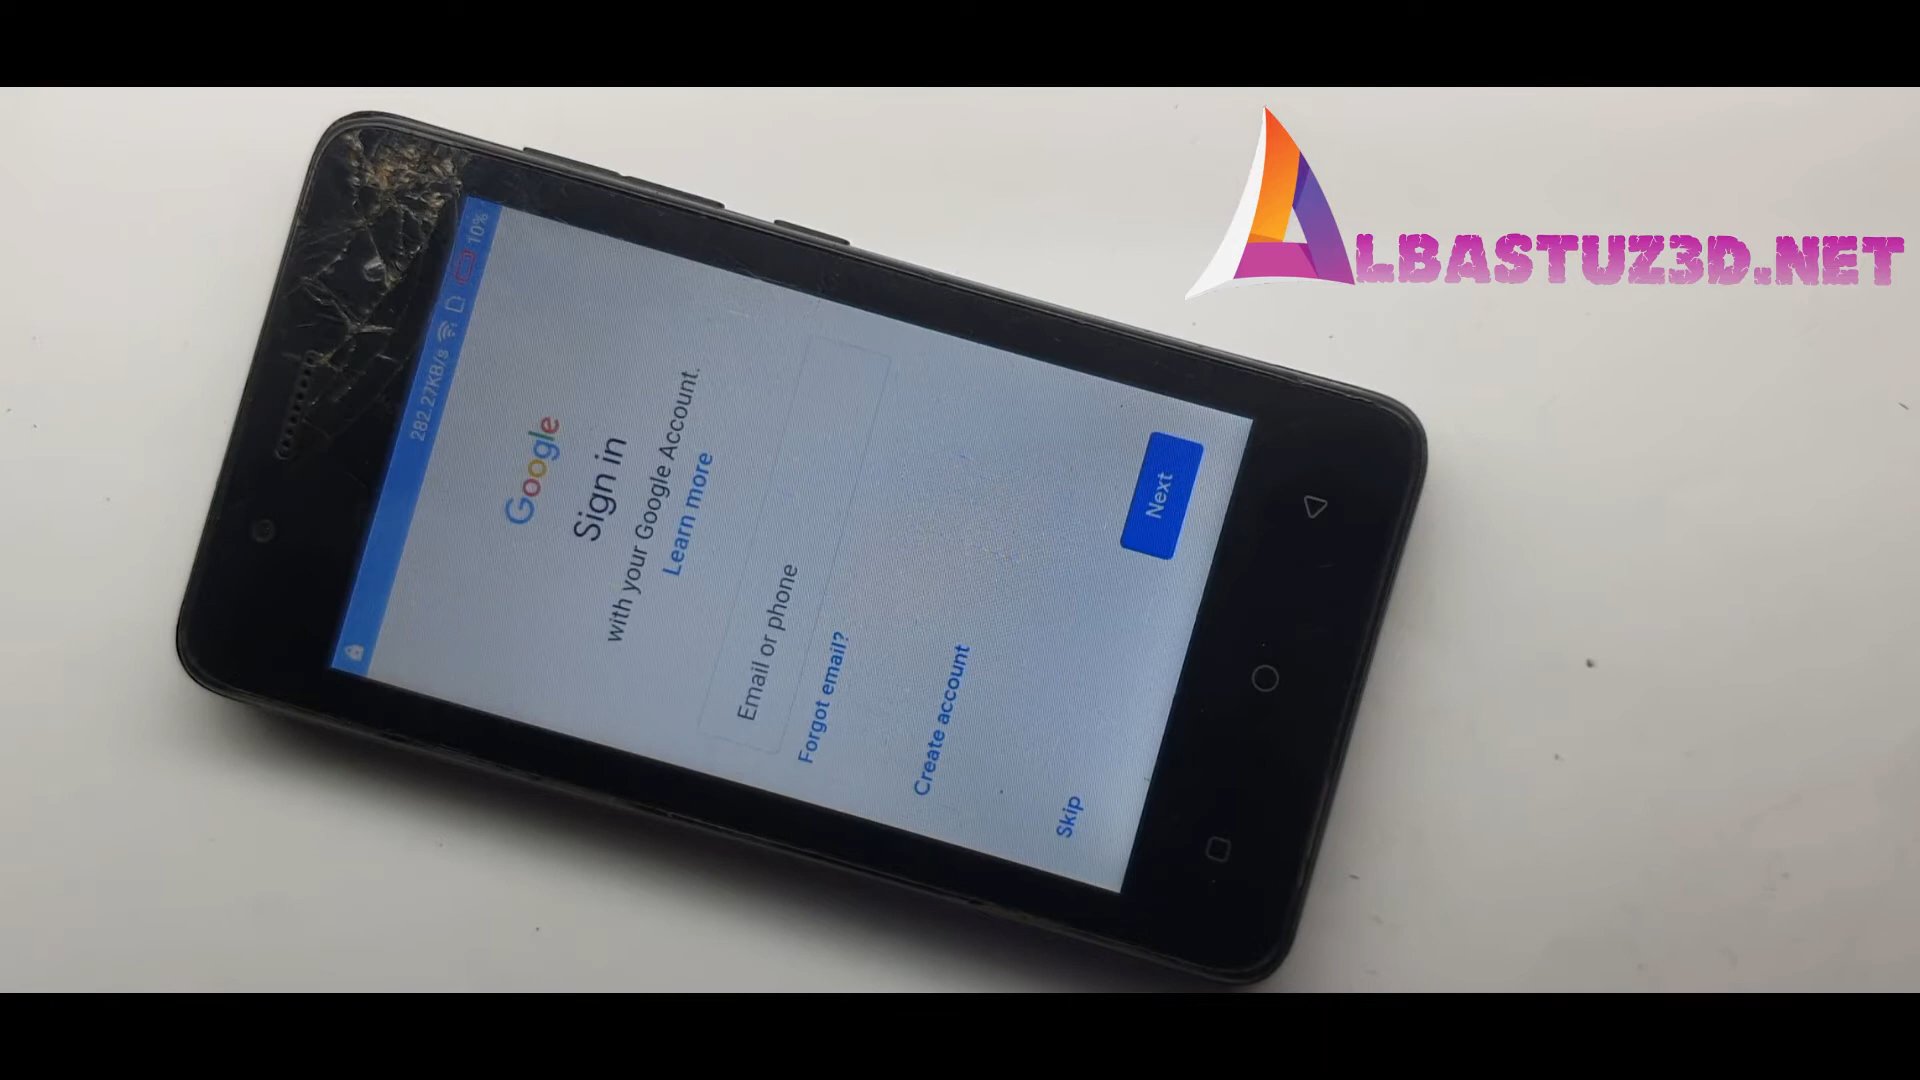 ALBASTUZ3D.NET
282.27KB/s 10%
Google
Sign in
with your Google Account.
Learn more
Email or phone
Forgot email?
Create account
Skip
Next